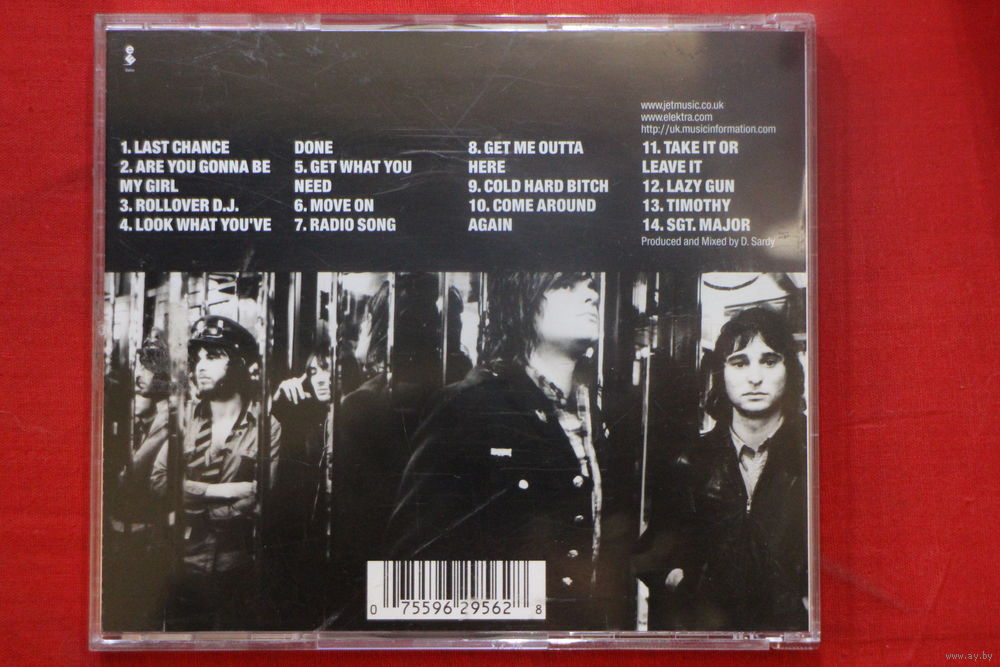 www.jetmusic.co.uk
www.elektra.com
http://uk.musicinformation.com
1. LAST CHANCE
2. ARE YOU GONNA BE
MY GIRL
3. ROLLOVER D.J.
4. LOOK WHAT YOU'VE
DONE
5. GET WHAT YOU
NEED
6. MOVE ON
7. RADIO SONG
8. GET ME OUTTA
HERE
9. COLD HARD BITCH
10. COME AROUND
AGAIN
11. TAKE IT OR
LEAVE IT
12. LAZY GUN
13. TIMOTHY
14. SGT. MAJOR
Produced and Mixed by D. Sardy
0 75596 29562 8
www.ay.by